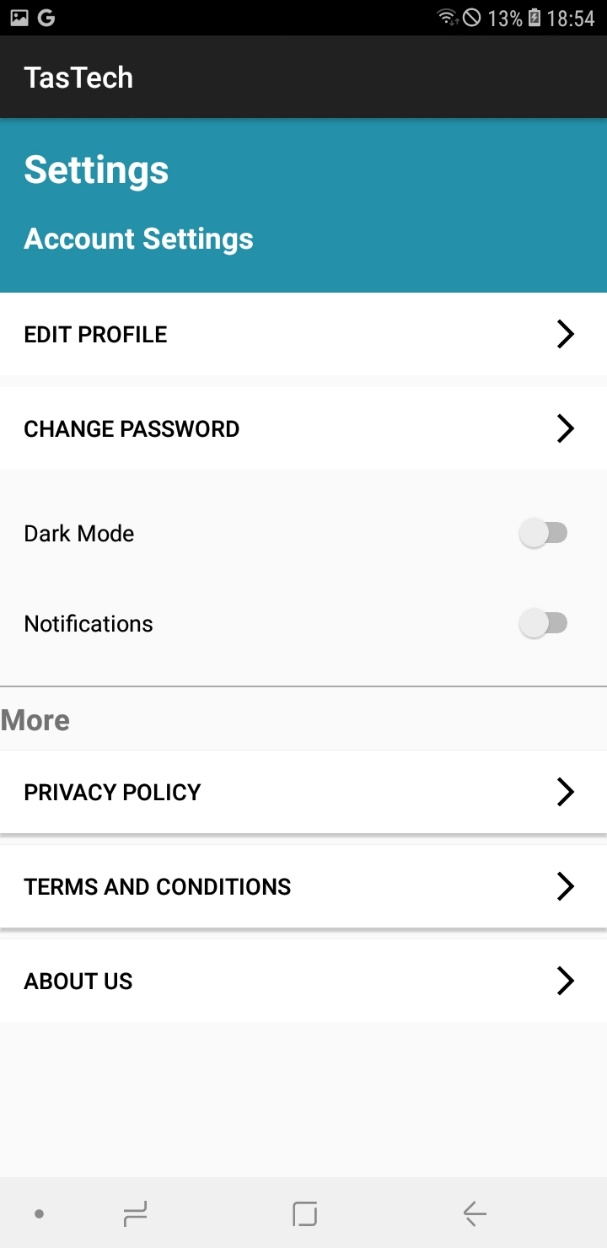 13% 18:54
TasTech
Settings
Account Settings
EDIT PROFILE
CHANGE PASSWORD
Dark Mode
Notifications
More
PRIVACY POLICY
TERMS AND CONDITIONS
ABOUT US